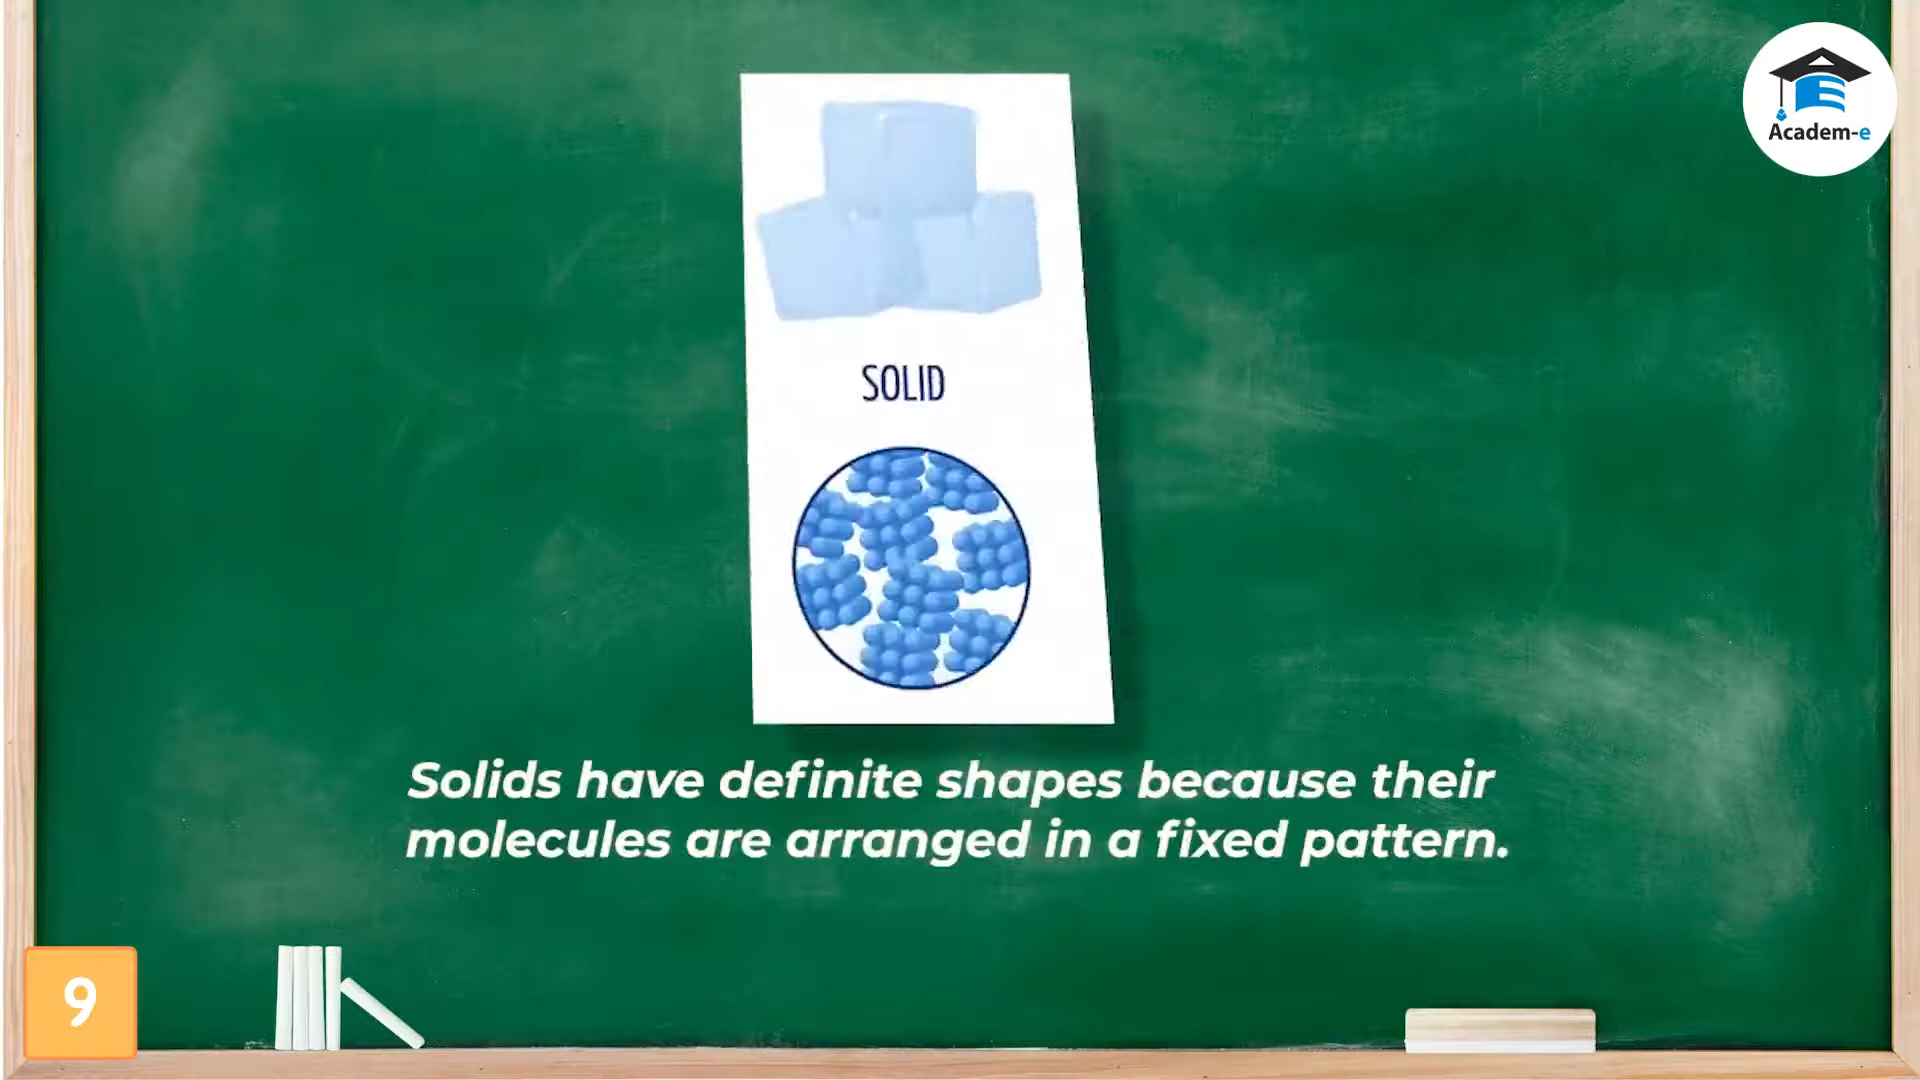 Academ-e
SOLID
Solids have definite shapes because their
molecules are arranged in a fixed pattern.
9